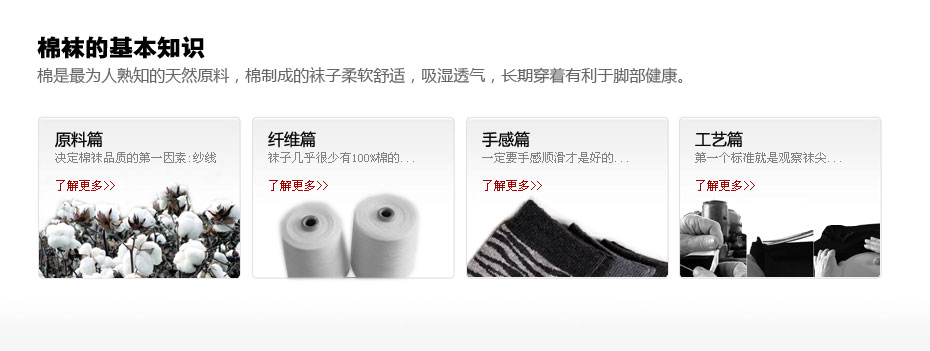 棉袜的基本知识
棉是最为人熟知的天然原料，棉制成的袜子柔软舒适，吸湿透气，长期穿着有利于脚部健康。
原料篇
决定棉袜品质的第一因素:纱线
了解更多>>
纤维篇
袜子几乎很少有100%棉的...
了解更多>>
手感篇
一定要手感顺滑才是好的...
了解更多>>
工艺篇
第一个标准就是观察袜尖...
了解更多>>